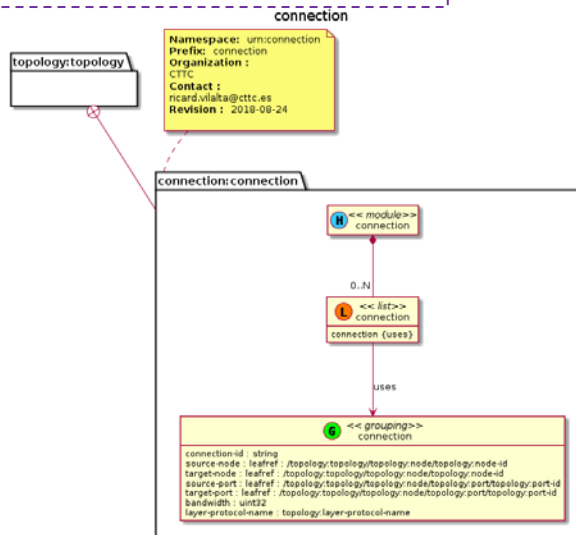 connection
Namespace: urn:connection
Prefix: connection
Organization :
CTTC
Contact :
ricard.vilalta@cttc.es
Revision : 2018-08-24
topology:topology
connection:connection
H
<< module>>
connection
0..N
L
<< list>>
connection
connection {uses}
uses
G
<< grouping>>
connection
connection-id : string
source-node : leafref : /topology:topology/topology:node/topology:node-id
target-node : leafref : /topology:topology/topology:node/topology:node-id
source-port : leafref : /topology:topology/topology:node/topology:port/topology:port-id
target-port : leafref : /topology:topology/topology:node/topology:port/topology:port-id
bandwidth : uint32
layer-protocol-name : topology:layer-protocol-name